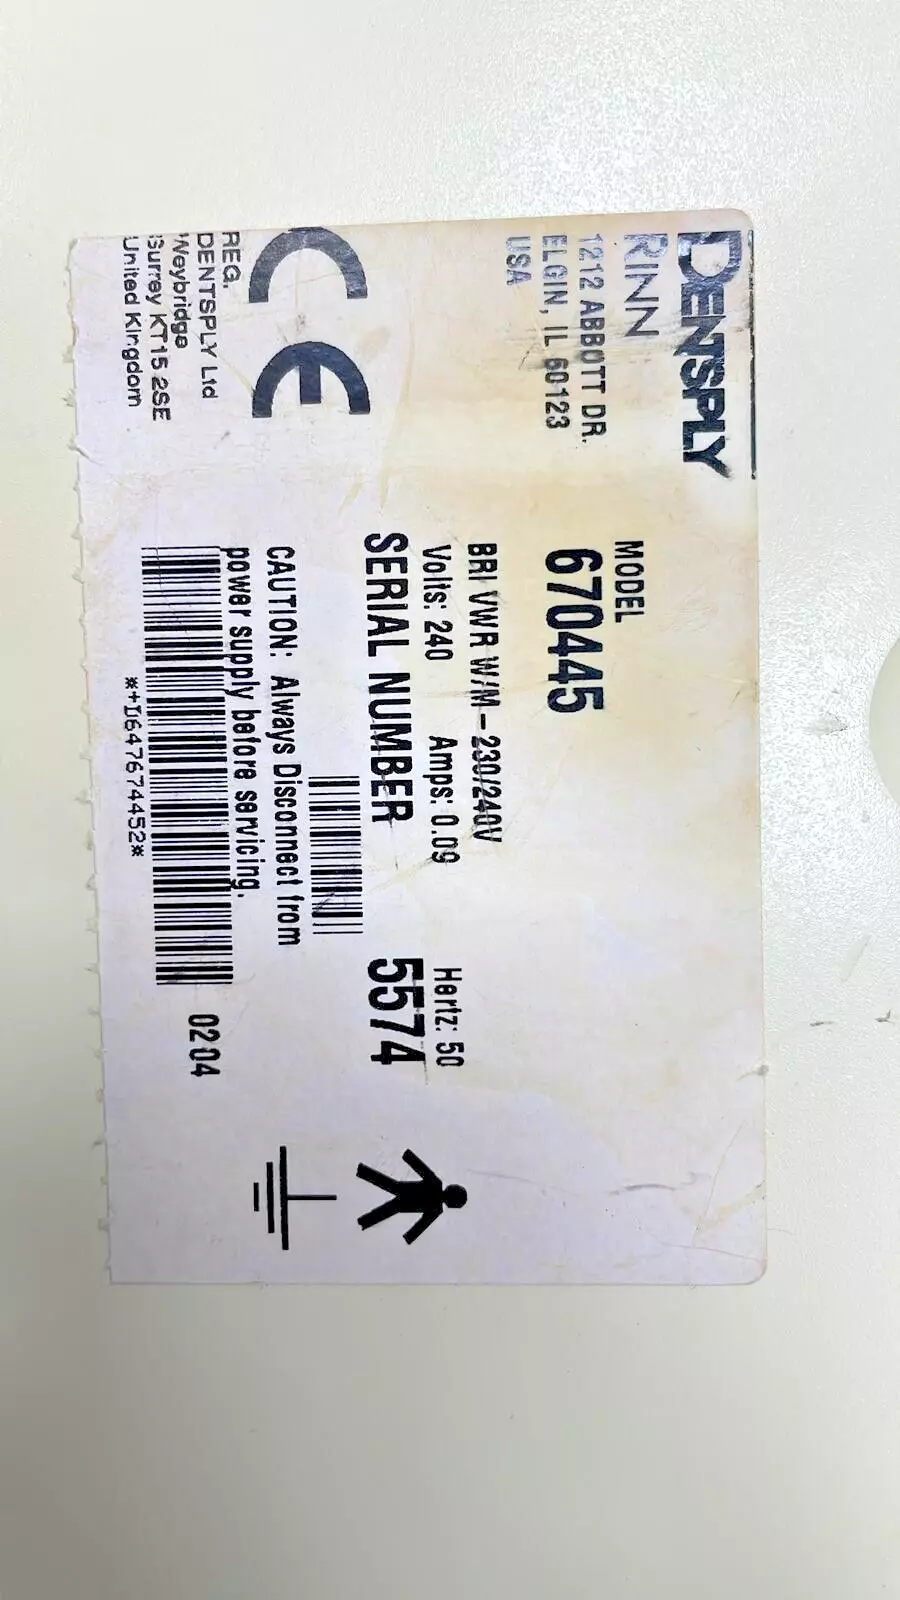 DENTSPLY
RINN
1212 ABBOTT DR.
ELGIN, IL 60123
USA
CE
REQ.
DENTSPLY Ltd
Weybridge
Surrey KT15 2SE
United Kingdom
MODEL
670445
BRI VWR W/M-230/240V
Volts: 240 Amps: 0.09 Hertz: 50
SERIAL NUMBER 5574
CAUTION: Always Disconnect from
power supply before servicing.
0204
*+I647674452*